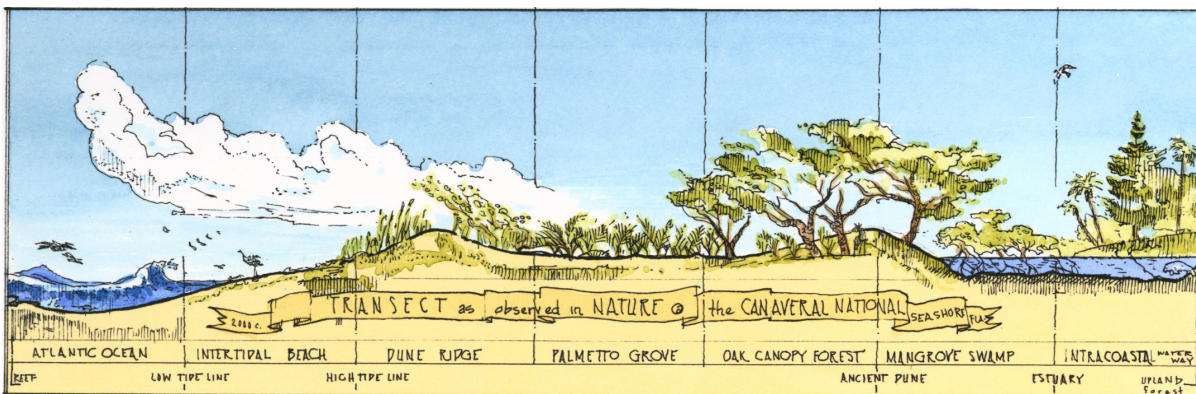 2000 c. TRANSECT as observed in NATURE @ the CANAVERAL NATIONAL SEASHORE FLA
ATLANTIC OCEAN INTERTIDAL BEACH DUNE RIDGE PALMETTO GROVE OAK CANOPY FOREST MANGROVE SWAMP INTRACOASTAL WATER WAY
REEF LOW TIDE LINE HIGH TIDE LINE ANCIENT DUNE ESTUARY UPLAND forest